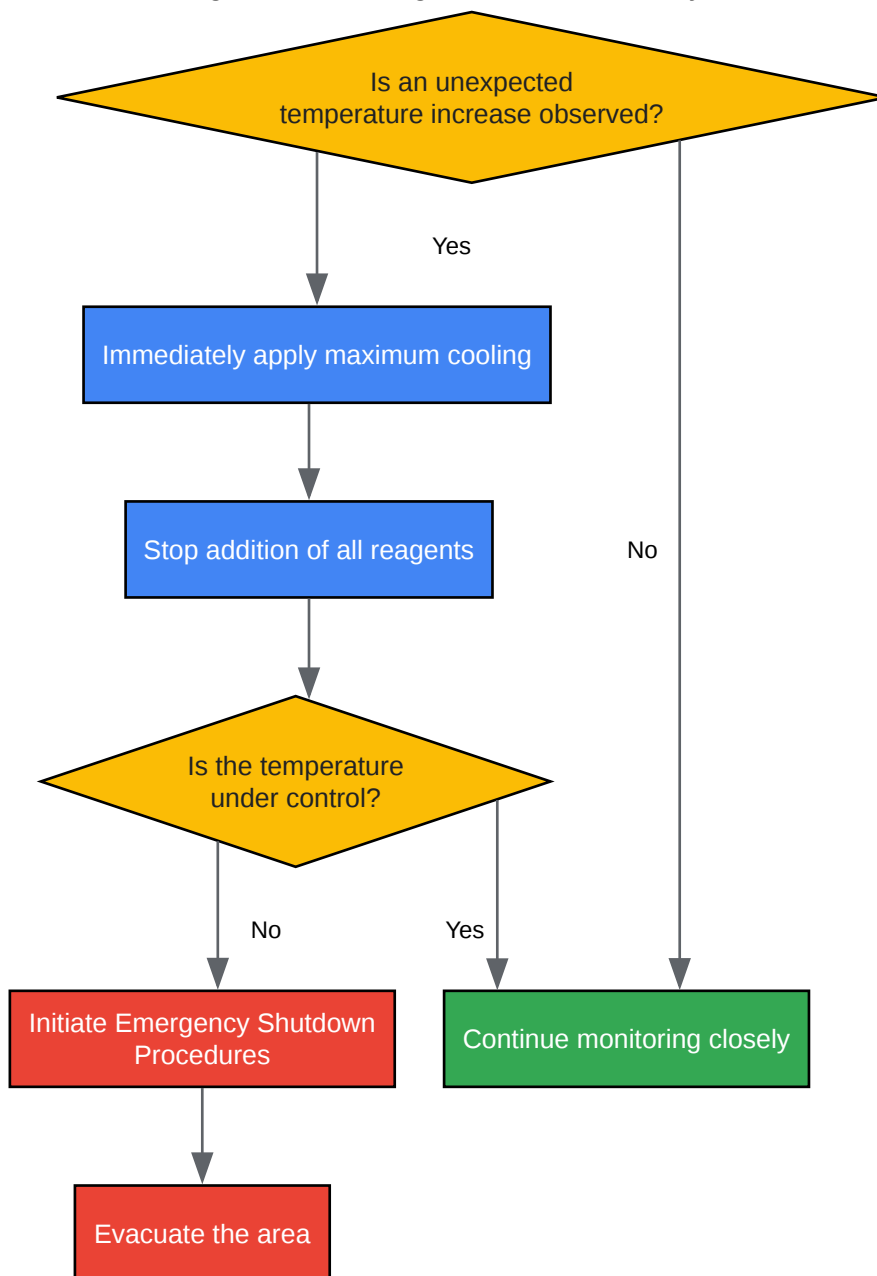 Is an unexpected
temperature increase observed?
Yes
Immediately apply maximum cooling
Stop addition of all reagents
No
Is the temperature
under control?
No
Yes
Initiate Emergency Shutdown
Procedures
Continue monitoring closely
Evacuate the area